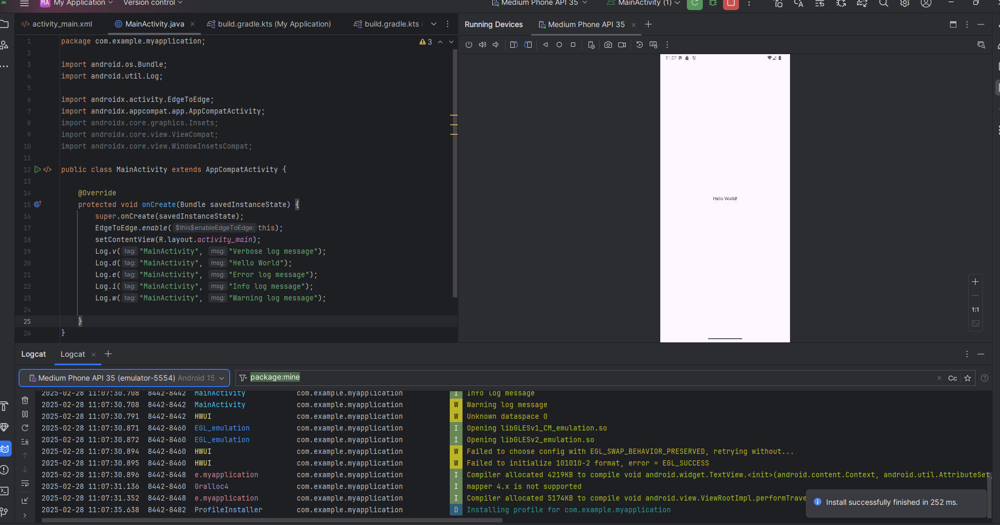 MA My Application
Version control
Medium Phone API 35
MainActivity (1)
activity_main.xml
MainActivity.java
build.gradle.kts (My Application)
build.gradle.kts
Running Devices
Medium Phone API 35
1 package com.example.myapplication;
3
2
3 import android.os.Bundle;
4 import android.util.Log;
5
6 import androidx.activity.EdgeToEdge;
7 import androidx.appcompat.app.AppCompatActivity;
8 import androidx.core.graphics.Insets;
9 import androidx.core.view.ViewCompat;
10 import androidx.core.view.WindowInsetsCompat;
11
12 public class MainActivity extends AppCompatActivity {
13
14 @Override
15 protected void onCreate(Bundle savedInstanceState) {
16 super.onCreate(savedInstanceState);
17 EdgeToEdge.enable( $this$enableEdgeToEdge: this);
18 setContentView(R.layout.activity_main);
19 Log.v( tag: "MainActivity", msg: "Verbose log message");
20 Log.d( tag: "MainActivity", msg: "Hello World");
21 Log.e( tag: "MainActivity", msg: "Error log message");
22 Log.i( tag: "MainActivity", msg: "Info log message");
23 Log.w( tag: "MainActivity", msg: "Warning log message");
24
25 }
26 }
11:07
Hello World!
1:1
Logcat
Logcat
Medium Phone API 35 (emulator-5554) Android 15
package:mine
Cc
2025-02-28 11:07:30.708 8442-8442 MainActivity com.example.myapplication I Info log message
2025-02-28 11:07:30.708 8442-8442 MainActivity com.example.myapplication W Warning log message
2025-02-28 11:07:30.791 8442-8442 HWUI com.example.myapplication W Unknown dataspace 0
2025-02-28 11:07:30.871 8442-8460 EGL_emulation com.example.myapplication I Opening libGLESv1_CM_emulation.so
2025-02-28 11:07:30.872 8442-8460 EGL_emulation com.example.myapplication I Opening libGLESv2_emulation.so
2025-02-28 11:07:30.894 8442-8460 HWUI com.example.myapplication W Failed to choose config with EGL_SWAP_BEHAVIOR_PRESERVED, retrying without...
2025-02-28 11:07:30.895 8442-8460 HWUI com.example.myapplication W Failed to initialize 101010-2 format, error = EGL_SUCCESS
2025-02-28 11:07:30.896 8442-8448 e.myapplication com.example.myapplication I Compiler allocated 4219KB to compile void android.widget.TextView.<init>(android.content.Context, android.util.AttributeSet,
2025-02-28 11:07:31.136 8442-8460 Gralloc4 com.example.myapplication I mapper 4.x is not supported
2025-02-28 11:07:31.352 8442-8448 e.myapplication com.example.myapplication I Compiler allocated 5174KB to compile void android.view.ViewRootImpl.performTrave
2025-02-28 11:07:35.638 8442-8482 ProfileInstaller com.example.myapplication D Installing profile for com.example.myapplication
Install successfully finished in 252 ms.